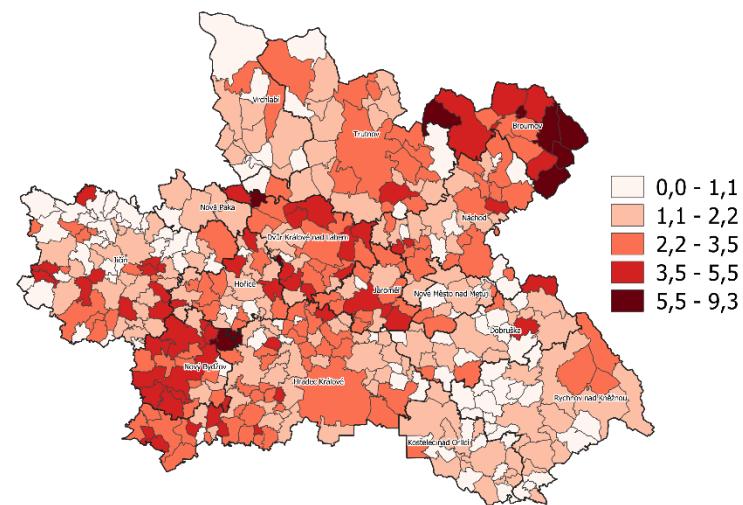 Vrchlabí
Trutnov
Broumov
Nová Paka
Náchod
Dvůr Králové nad Labem
Jičín
Hořice
Jaroměř
Nové Město nad Metují
Dobruška
Nový Bydžov
Hradec Králové
Rychnov nad Kněžnou
Kostelec nad Orlicí
0,0 - 1,1
1,1 - 2,2
2,2 - 3,5
3,5 - 5,5
5,5 - 9,3